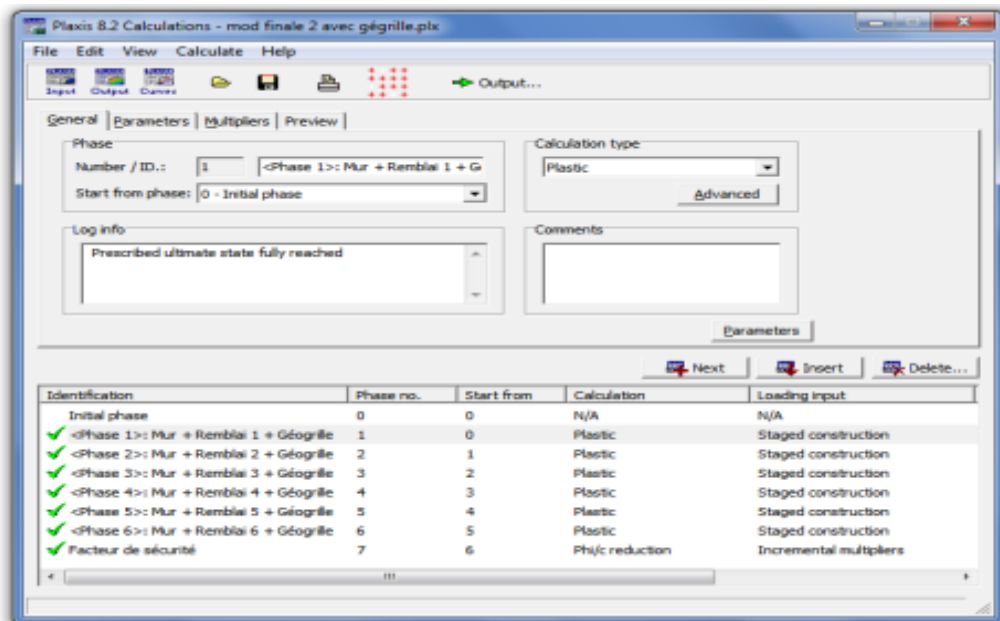 Plaxis 8.2 Calculations - mod finale 2 avec gégrille.plx
File Edit View Calculate Help
Input Output Curves Output...
General Parameters Multipliers Preview
Phase
Number / ID.: 1 <Phase 1>: Mur + Remblai 1 + G
Start from phase: 0 - Initial phase
Calculation type
Plastic
Advanced
Log info
Prescribed ultimate state fully reached
Comments
Parameters
Next Insert Delete...
Identification Phase no. Start from Calculation Loading input
Initial phase 0 0 N/A N/A
<Phase 1>: Mur + Remblai 1 + Géogrille 1 0 Plastic Staged construction
<Phase 2>: Mur + Remblai 2 + Géogrille 2 1 Plastic Staged construction
<Phase 3>: Mur + Remblai 3 + Géogrille 3 2 Plastic Staged construction
<Phase 4>: Mur + Remblai 4 + Géogrille 4 3 Plastic Staged construction
<Phase 5>: Mur + Remblai 5 + Géogrille 5 4 Plastic Staged construction
<Phase 6>: Mur + Remblai 6 + Géogrille 6 5 Plastic Staged construction
Facteur de sécurité 7 6 Phi/c reduction Incremental multipliers